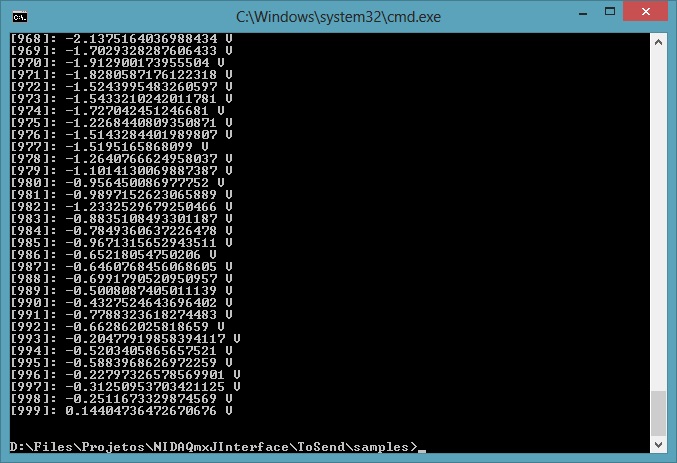 C:\Windows\system32\cmd.exe
[968]: -2.1375164036988434 V
[969]: -1.7029328287606433 V
[970]: -1.912900173955504 V
[971]: -1.8280587176122318 V
[972]: -1.5243995483260597 V
[973]: -1.5433210242011781 V
[974]: -1.727042451246681 V
[975]: -1.2268440809350871 V
[976]: -1.5143284401989807 V
[977]: -1.5195165868099 V
[978]: -1.2640766624958037 V
[979]: -1.1014130069887387 V
[980]: -0.956450086977752 V
[981]: -0.9897152623065889 V
[982]: -1.2332529679250466 V
[983]: -0.8835108493301187 V
[984]: -0.7849360637226478 V
[985]: -0.9671315652943511 V
[986]: -0.65218054750206 V
[987]: -0.6460768456068605 V
[988]: -0.6991790520950957 V
[989]: -0.5008087405011139 V
[990]: -0.4327524643696402 V
[991]: -0.7788323618274483 V
[992]: -0.662862025818659 V
[993]: -0.20477919858394117 V
[994]: -0.5203405865657521 V
[995]: -0.5883968626972259 V
[996]: -0.22797326578569901 V
[997]: -0.31250953703421125 V
[998]: -0.2511673329874569 V
[999]: 0.14404736472670676 V
D:\Files\Projetos\NIDAQmxJInterface\ToSend\samples>_